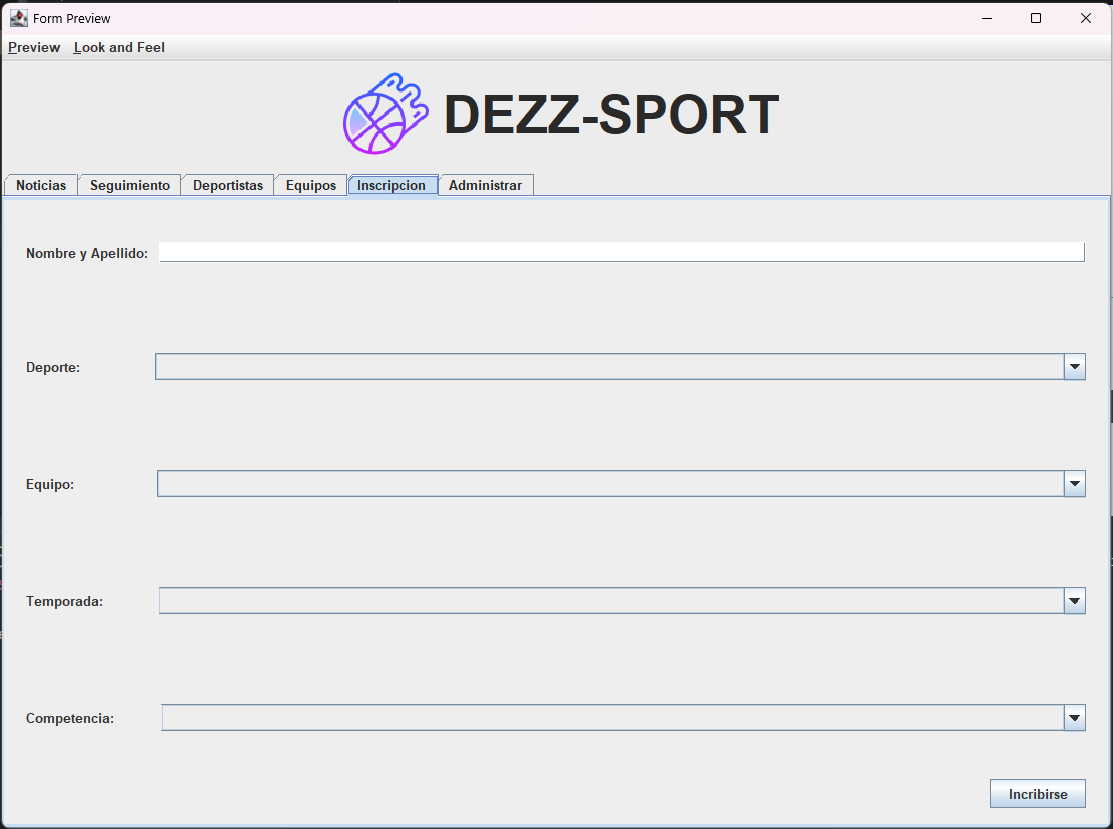 Form Preview
Preview Look and Feel
DEZZ-SPORT
Noticias Seguimiento Deportistas Equipos Inscripcion Administrar
Nombre y Apellido:
Deporte:
Equipo:
Temporada:
Competencia:
Incribirse